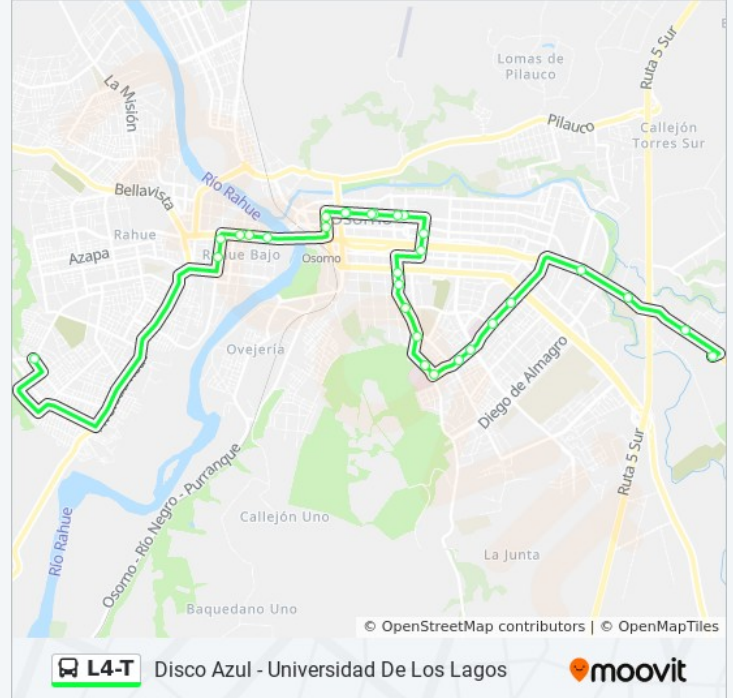 Ruta 5 Sur
Lomas de
Pilauco
La Misión
Pilauco
Callejón
Torres Sur
Río Rahue
Bellavista
Rahue
Azapa
Osorno
Rahue Bajo
Osorno
Ovejería
Diego de Almagro
Ruta 5 Sur
Osorno - Río Negro - Purranque
Callejón Uno
Río Rahue
La Junta
Baquedano Uno
© OpenStreetMap contributors | © OpenMapTiles
L4-T Disco Azul - Universidad De Los Lagos moovit